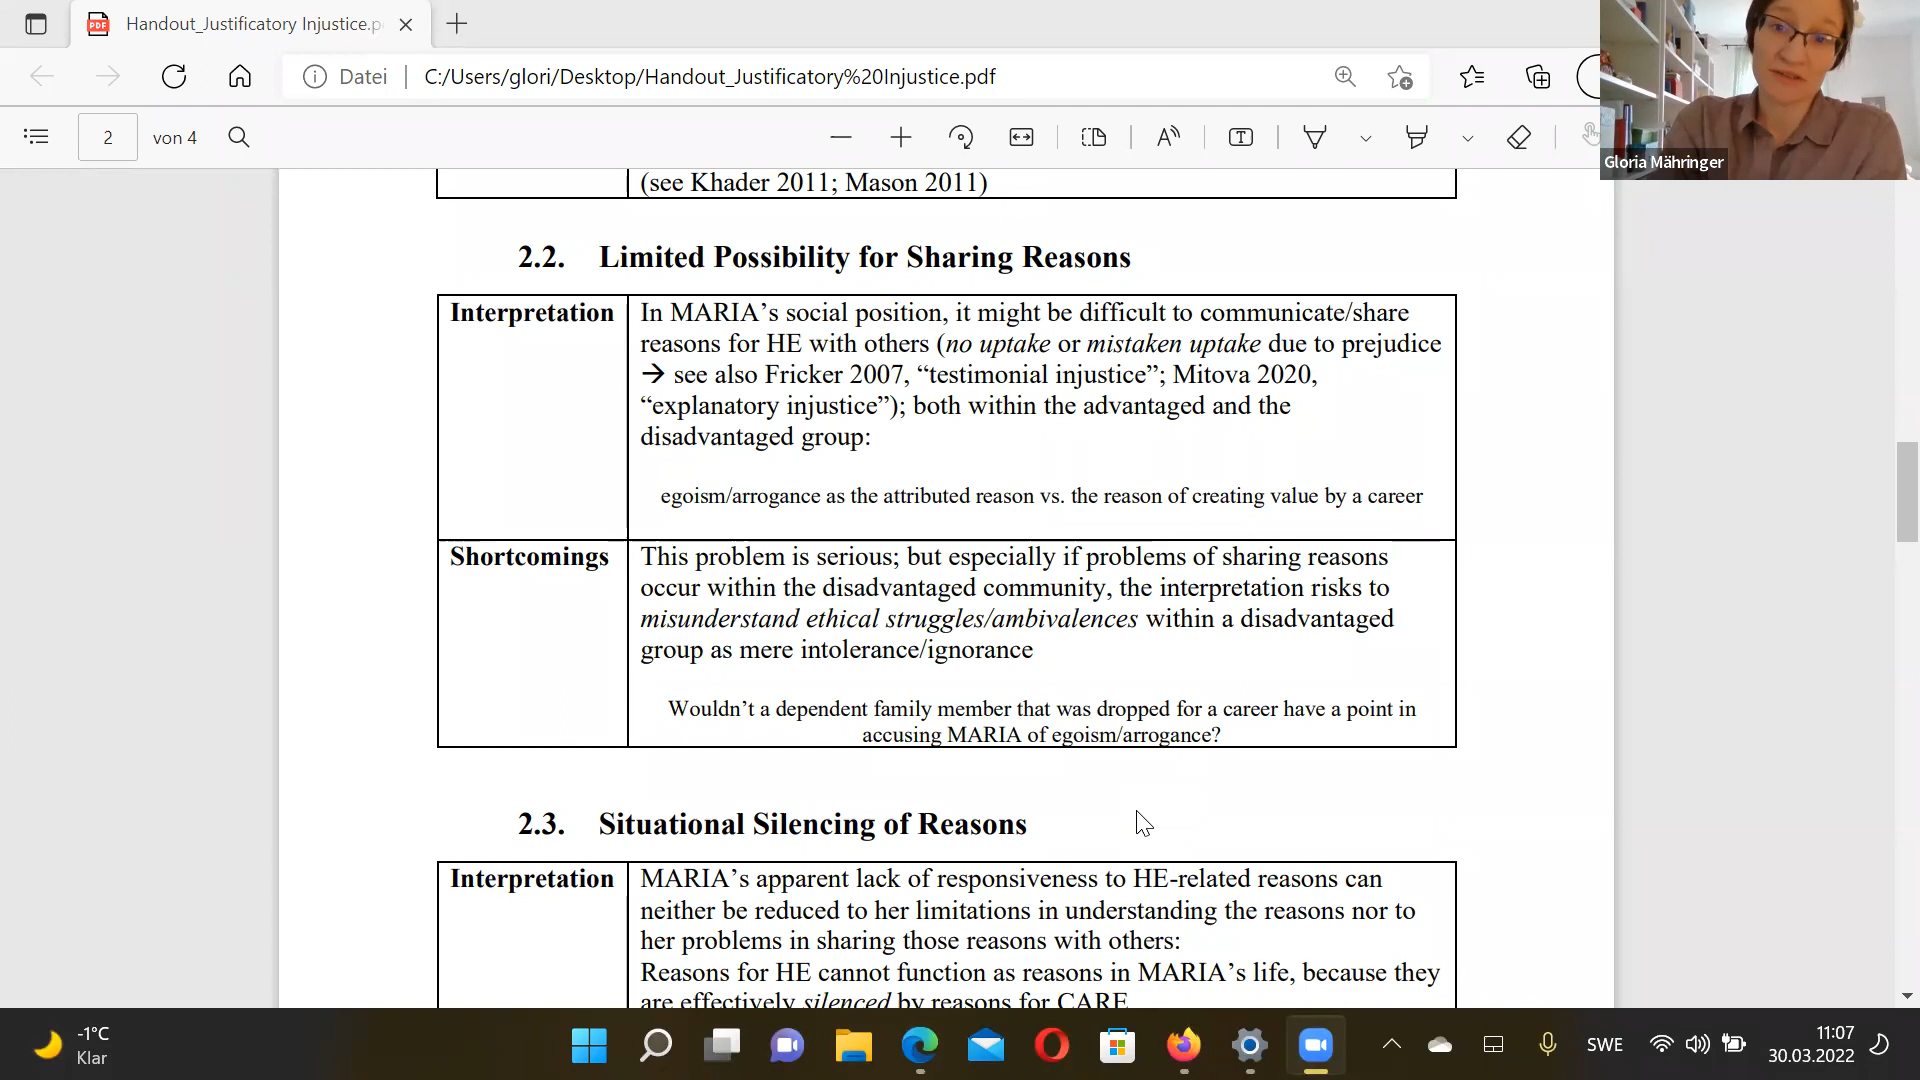 Handout_Justificatory Injustice.p
Datei
C:/Users/glori/Desktop/Handout_Justificatory%20Injustice.pdf
2
von 4
Gloria Mähringer
(see Khader 2011; Mason 2011)
2.2. Limited Possibility for Sharing Reasons
Interpretation
In MARIA’s social position, it might be difficult to communicate/share
reasons for HE with others (no uptake or mistaken uptake due to prejudice
→ see also Fricker 2007, “testimonial injustice”; Mitova 2020,
“explanatory injustice”); both within the advantaged and the
disadvantaged group:
egoism/arrogance as the attributed reason vs. the reason of creating value by a career
Shortcomings
This problem is serious; but especially if problems of sharing reasons
occur within the disadvantaged community, the interpretation risks to
misunderstand ethical struggles/ambivalences within a disadvantaged
group as mere intolerance/ignorance
Wouldn’t a dependent family member that was dropped for a career have a point in
accusing MARIA of egoism/arrogance?
2.3. Situational Silencing of Reasons
Interpretation
MARIA’s apparent lack of responsiveness to HE-related reasons can
neither be reduced to her limitations in understanding the reasons nor to
her problems in sharing those reasons with others:
Reasons for HE cannot function as reasons in MARIA’s life, because they
are effectively silenced by reasons for CARE
-1°C
Klar
SWE
11:07
30.03.2022